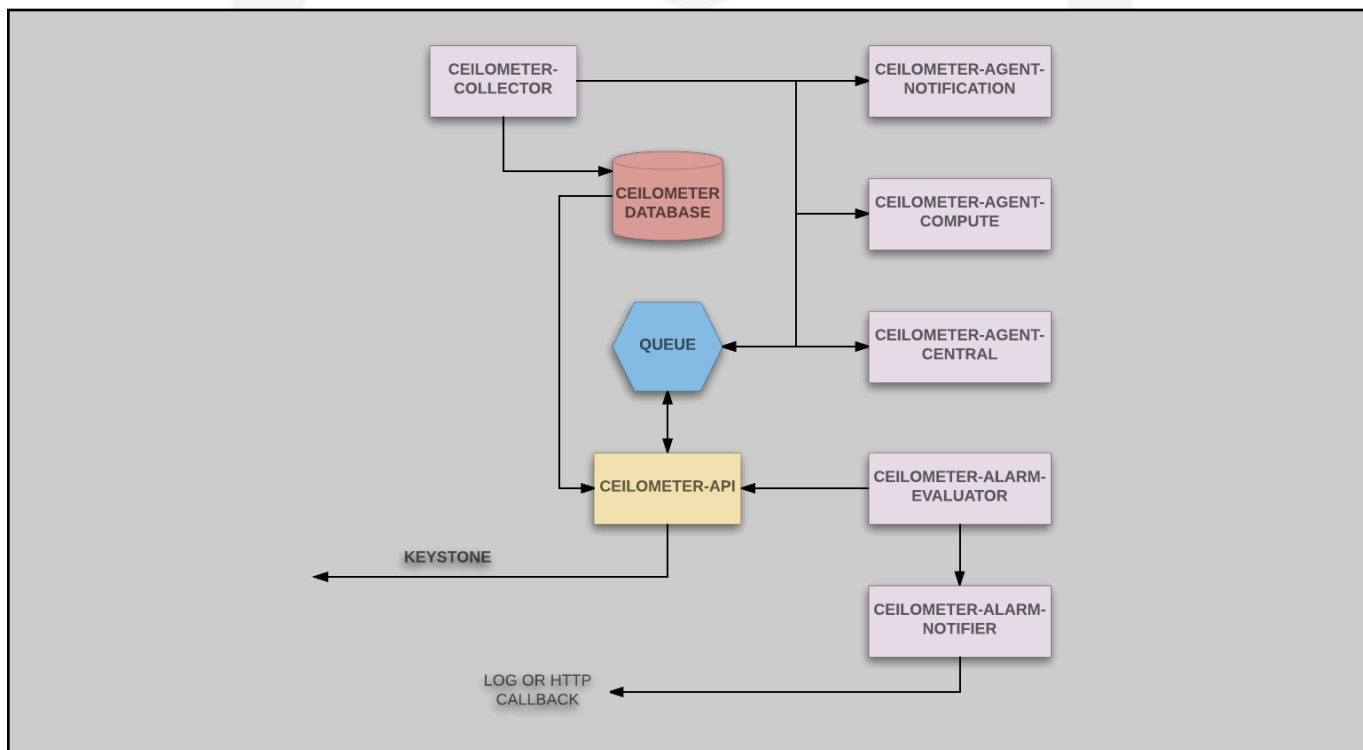 CEILOMETER-
COLLECTOR
CEILOMETER-AGENT-
NOTIFICATION
CEILOMETER
DATABASE
CEILOMETER-AGENT-
COMPUTE
QUEUE
CEILOMETER-AGENT-
CENTRAL
CEILOMETER-API
CEILOMETER-ALARM-
EVALUATOR
KEYSTONE
CEILOMETER-ALARM-
NOTIFIER
LOG OR HTTP
CALLBACK